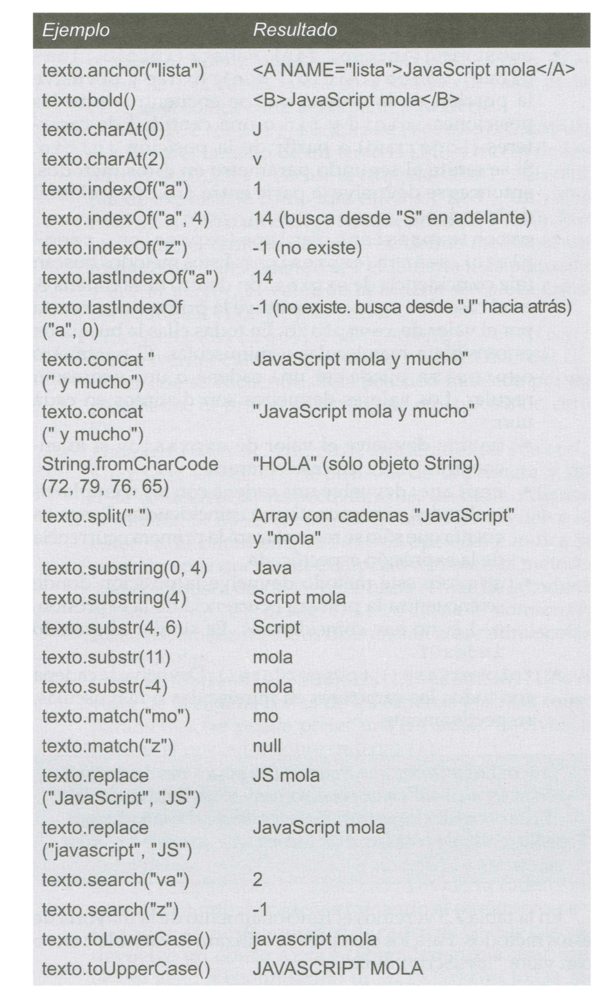 Ejemplo Resultado
texto.anchor("lista") <A NAME="lista">JavaScript mola</A>
texto.bold() <B>JavaScript mola</B>
texto.charAt(0) J
texto.charAt(2) v
texto.indexOf("a") 1
texto.indexOf("a", 4) 14 (busca desde "S" en adelante)
texto.indexOf("z") -1 (no existe)
texto.lastIndexOf("a") 14
texto.lastIndexOf -1 (no existe. busca desde "J" hacia atrás)
("a", 0)
texto.concat " "JavaScript mola y mucho"
(" y mucho")
texto.concat "JavaScript mola y mucho"
(" y mucho")
String.fromCharCode "HOLA" (sólo objeto String)
(72, 79, 76, 65)
texto.split(" ") Array con cadenas "JavaScript"
y "mola"
texto.substring(0, 4) Java
texto.substring(4) Script mola
texto.substr(4, 6) Script
texto.substr(11) mola
texto.substr(-4) mola
texto.match("mo") mo
texto.match("z") null
texto.replace JS mola
("JavaScript", "JS")
texto.replace JavaScript mola
("javascript", "JS")
texto.search("va") 2
texto.search("z") -1
texto.toLowerCase() javascript mola
texto.toUpperCase() JAVASCRIPT MOLA